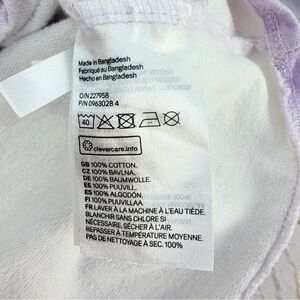 Made in Bangladesh
Fabriqué au Bangladesh
Hecho en Bangladesh
O/N 227958
P/N 0963028 4
40
clevercare.info
GB 100% COTTON.
CZ 100% BAVLNA.
DE 100% BAUMWOLLE.
EE 100% PUUVILL.
ES 100% ALGODÓN.
FI 100% PUUVILLAA.
FR LAVER À LA MACHINE À L'EAU TIÈDE.
BLANCHIR SANS CHLORE SI
NÉCESSAIRE. SÉCHER À L'AIR.
REPASSER À TEMPÉRATURE MOYENNE.
PAS DE NETTOYAGE À SEC. 100%